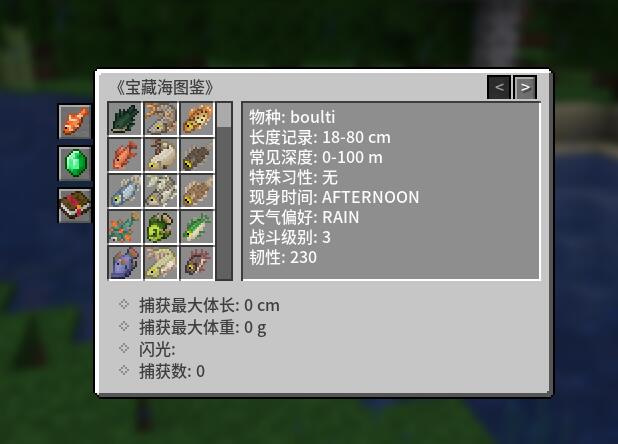 《宝藏海图鉴》
< >
物种: boulti
长度记录: 18-80 cm
常见深度: 0-100 m
特殊习性: 无
现身时间: AFTERNOON
天气偏好: RAIN
战斗级别: 3
韧性: 230
捕获最大体长: 0 cm
捕获最大体重: 0 g
闪光:
捕获数: 0